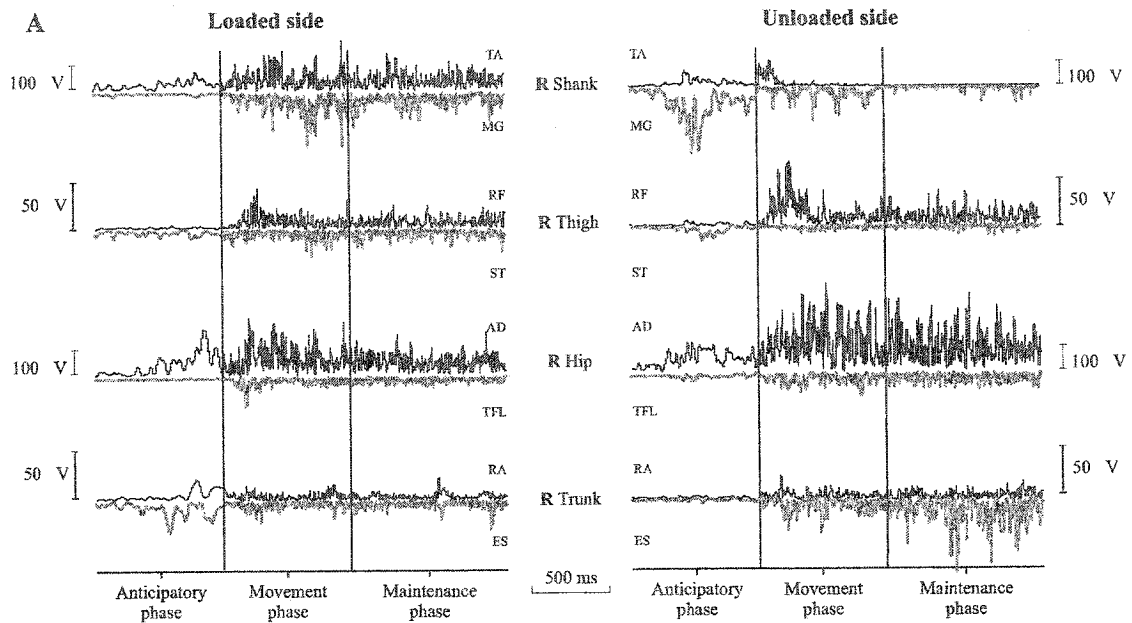 A
Loaded side
Unloaded side
TA
100 V
MG
R Shank
TA
100 V
MG
RF
50 V
ST
R Thigh
RF
50 V
ST
AD
100 V
TFL
R Hip
AD
100 V
TFL
RA
50 V
ES
R Trunk
RA
50 V
ES
Anticipatory
phase
Movement
phase
Maintenance
phase
500 ms
Anticipatory
phase
Movement
phase
Maintenance
phase